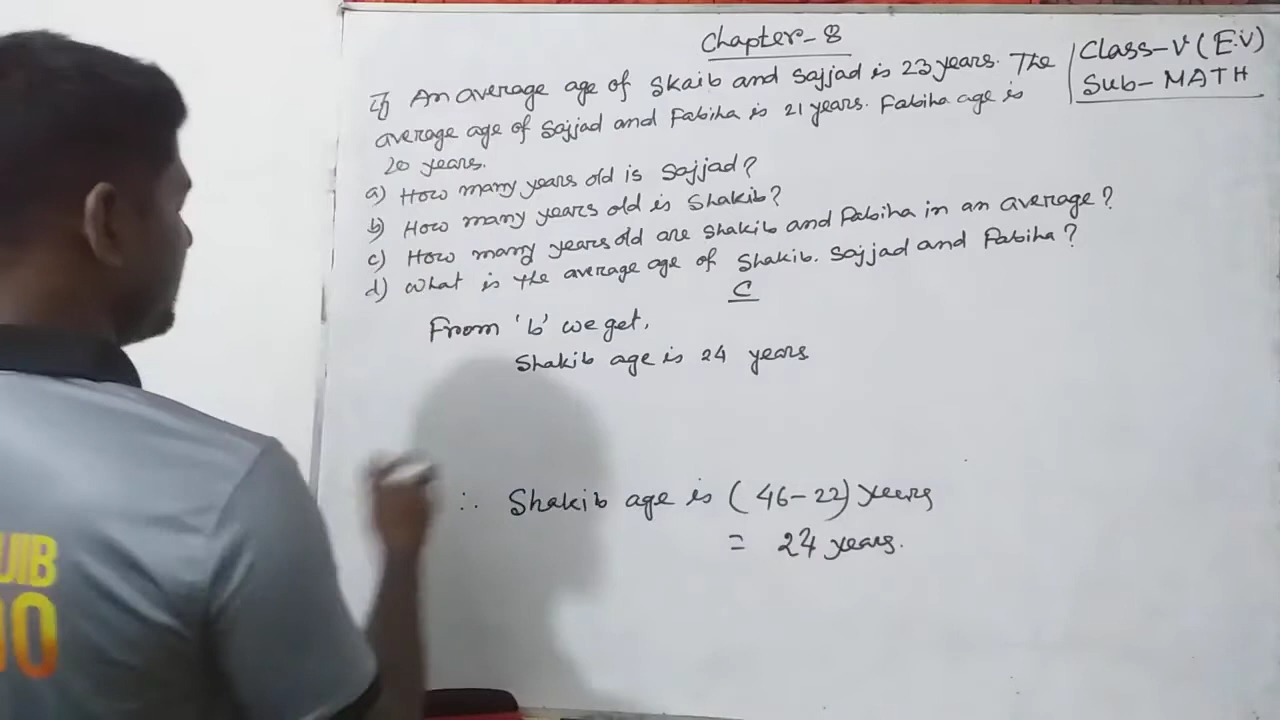 Chapter-8
Class-V (E.V)
Sub- MATH
An average age of Skaib and Sajjad is 23 years. The
average age of Sajjad and Fabiha is 21 years. Fabiha age is
20 years.
a) How many years old is Sajjad?
b) How many years old is Shakib?
c) How many years old are Shakib and Fabiha in an average?
d) What is the average age of Shakib. Sajjad and Fabiha?
C
From 'b' we get,
Shakib age is 24 years
∴ Shakib age is (46-22) years
= 24 years.
UIB